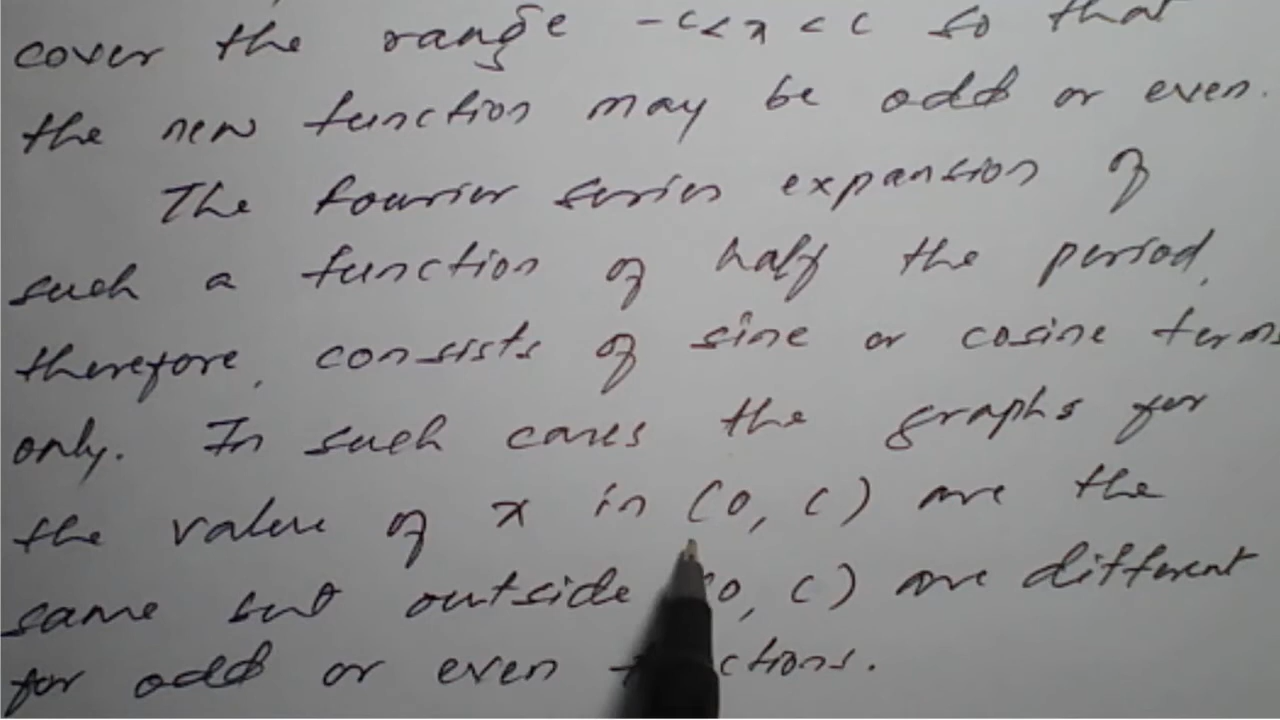 cover the range -c < x < c so that
the new function may be odd or even.
The fourier series expansion of
such a function of half the period,
therefore, consists of sine or cosine terms
only. In such cases the graphs for
the value of x in (0, c) are the
same but outside (0, c) are different
for odd or even functions.